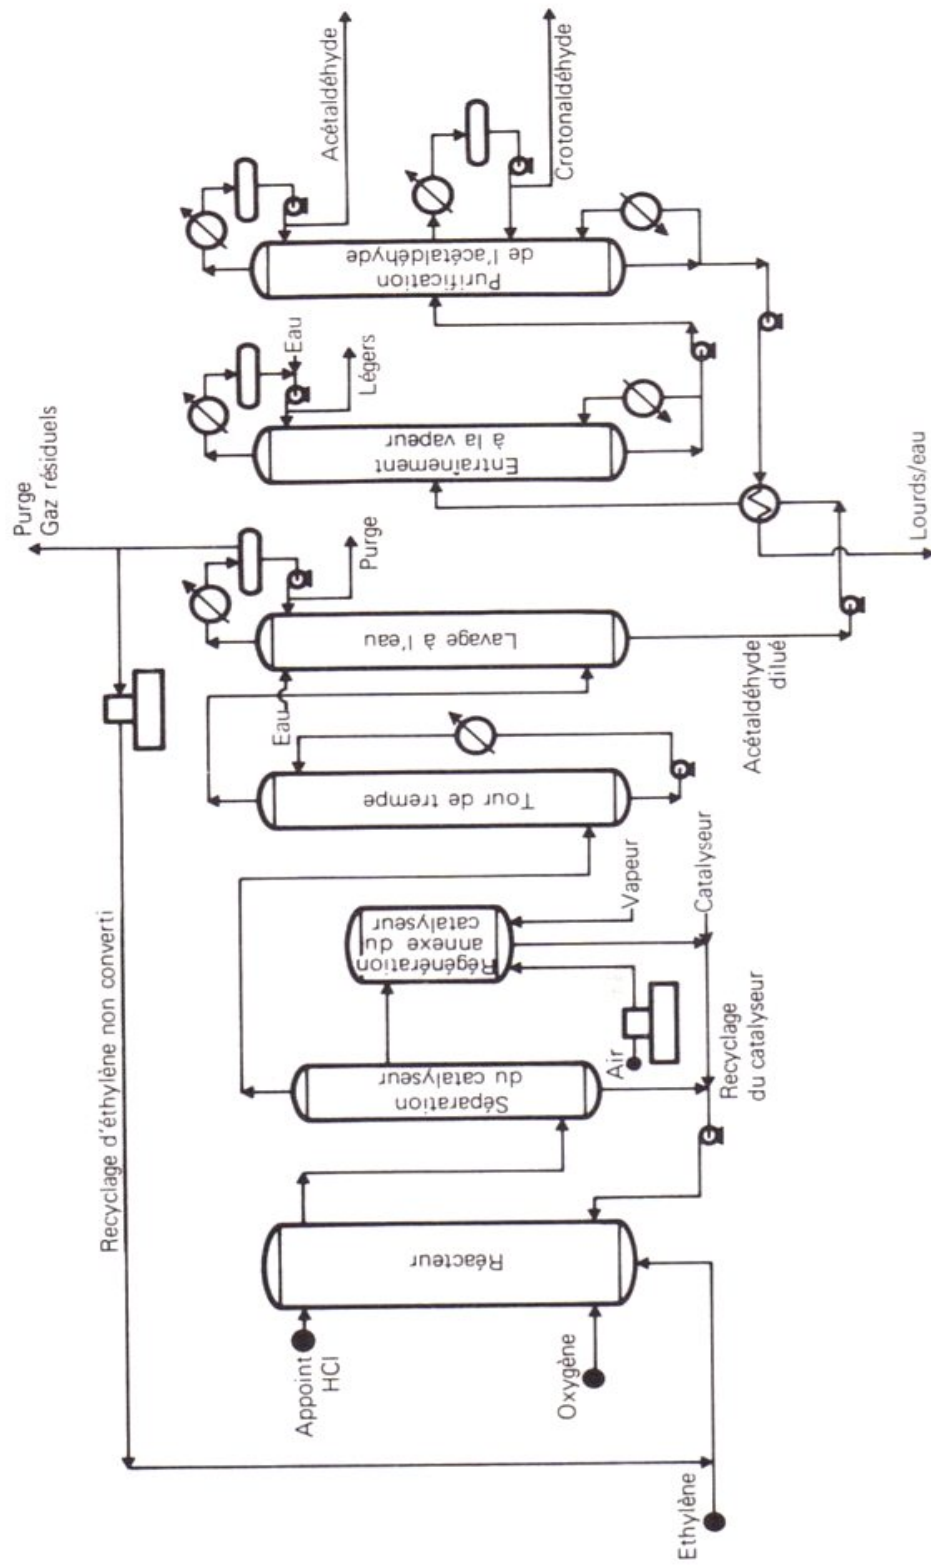 Recyclage d'éthylène non converti
Purge
Gaz résiduels
Ethylène
Appoint
HCl
Oxygène
Réacteur
Séparation
du catalyseur
Air
Régénération
annexe du
catalyseur
Vapeur
Catalyseur
Recyclage
du catalyseur
Tour de trempe
Eau
Lavage à l'eau
Purge
Acétaldéhyde
dilué
Entraînement
à la vapeur
Eau
Légers
Lourds/eau
Purification
de l'acétaldéhyde
Acétaldéhyde
Crotonaldéhyde